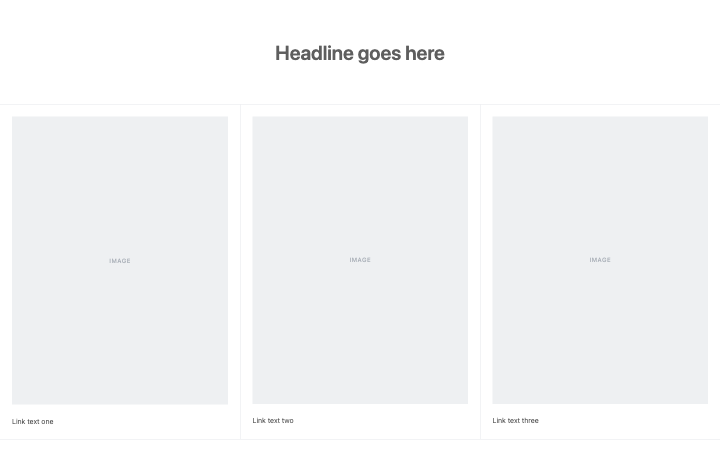 Headline goes here
IMAGE
IMAGE
IMAGE
Link text one
Link text two
Link text three